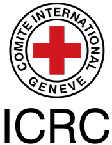 COMITE INTERNATIONAL
GENEVE
ICRC